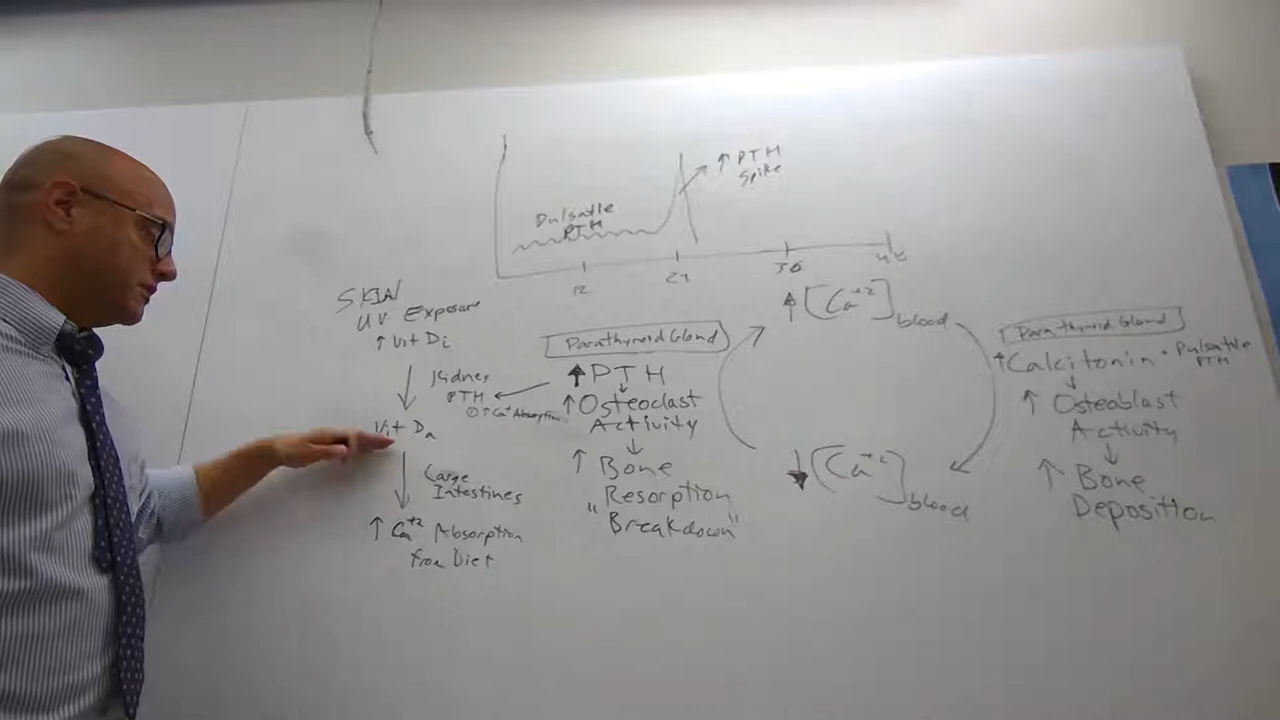 ↑ PTH
Spike
Pulsatile
PTH
12
24
36
48
SKIN
UV Exposure
↑ Vit Di
Kidney
PTH
↑ Ca+ Absorption
Vit Da
Large
Intestines
↑ Ca+2 Absorption
from Diet
Parathyroid Gland
↑ PTH
↑ Osteoclast
Activity
↑ Bone
Resorption
"Breakdown"
↑ [Ca+2]blood
↓ [Ca+2]blood
Parathyroid Gland
↑ Calcitonin + Pulsatile
PTH
↑ Osteoblast
Activity
↑ Bone
Deposition